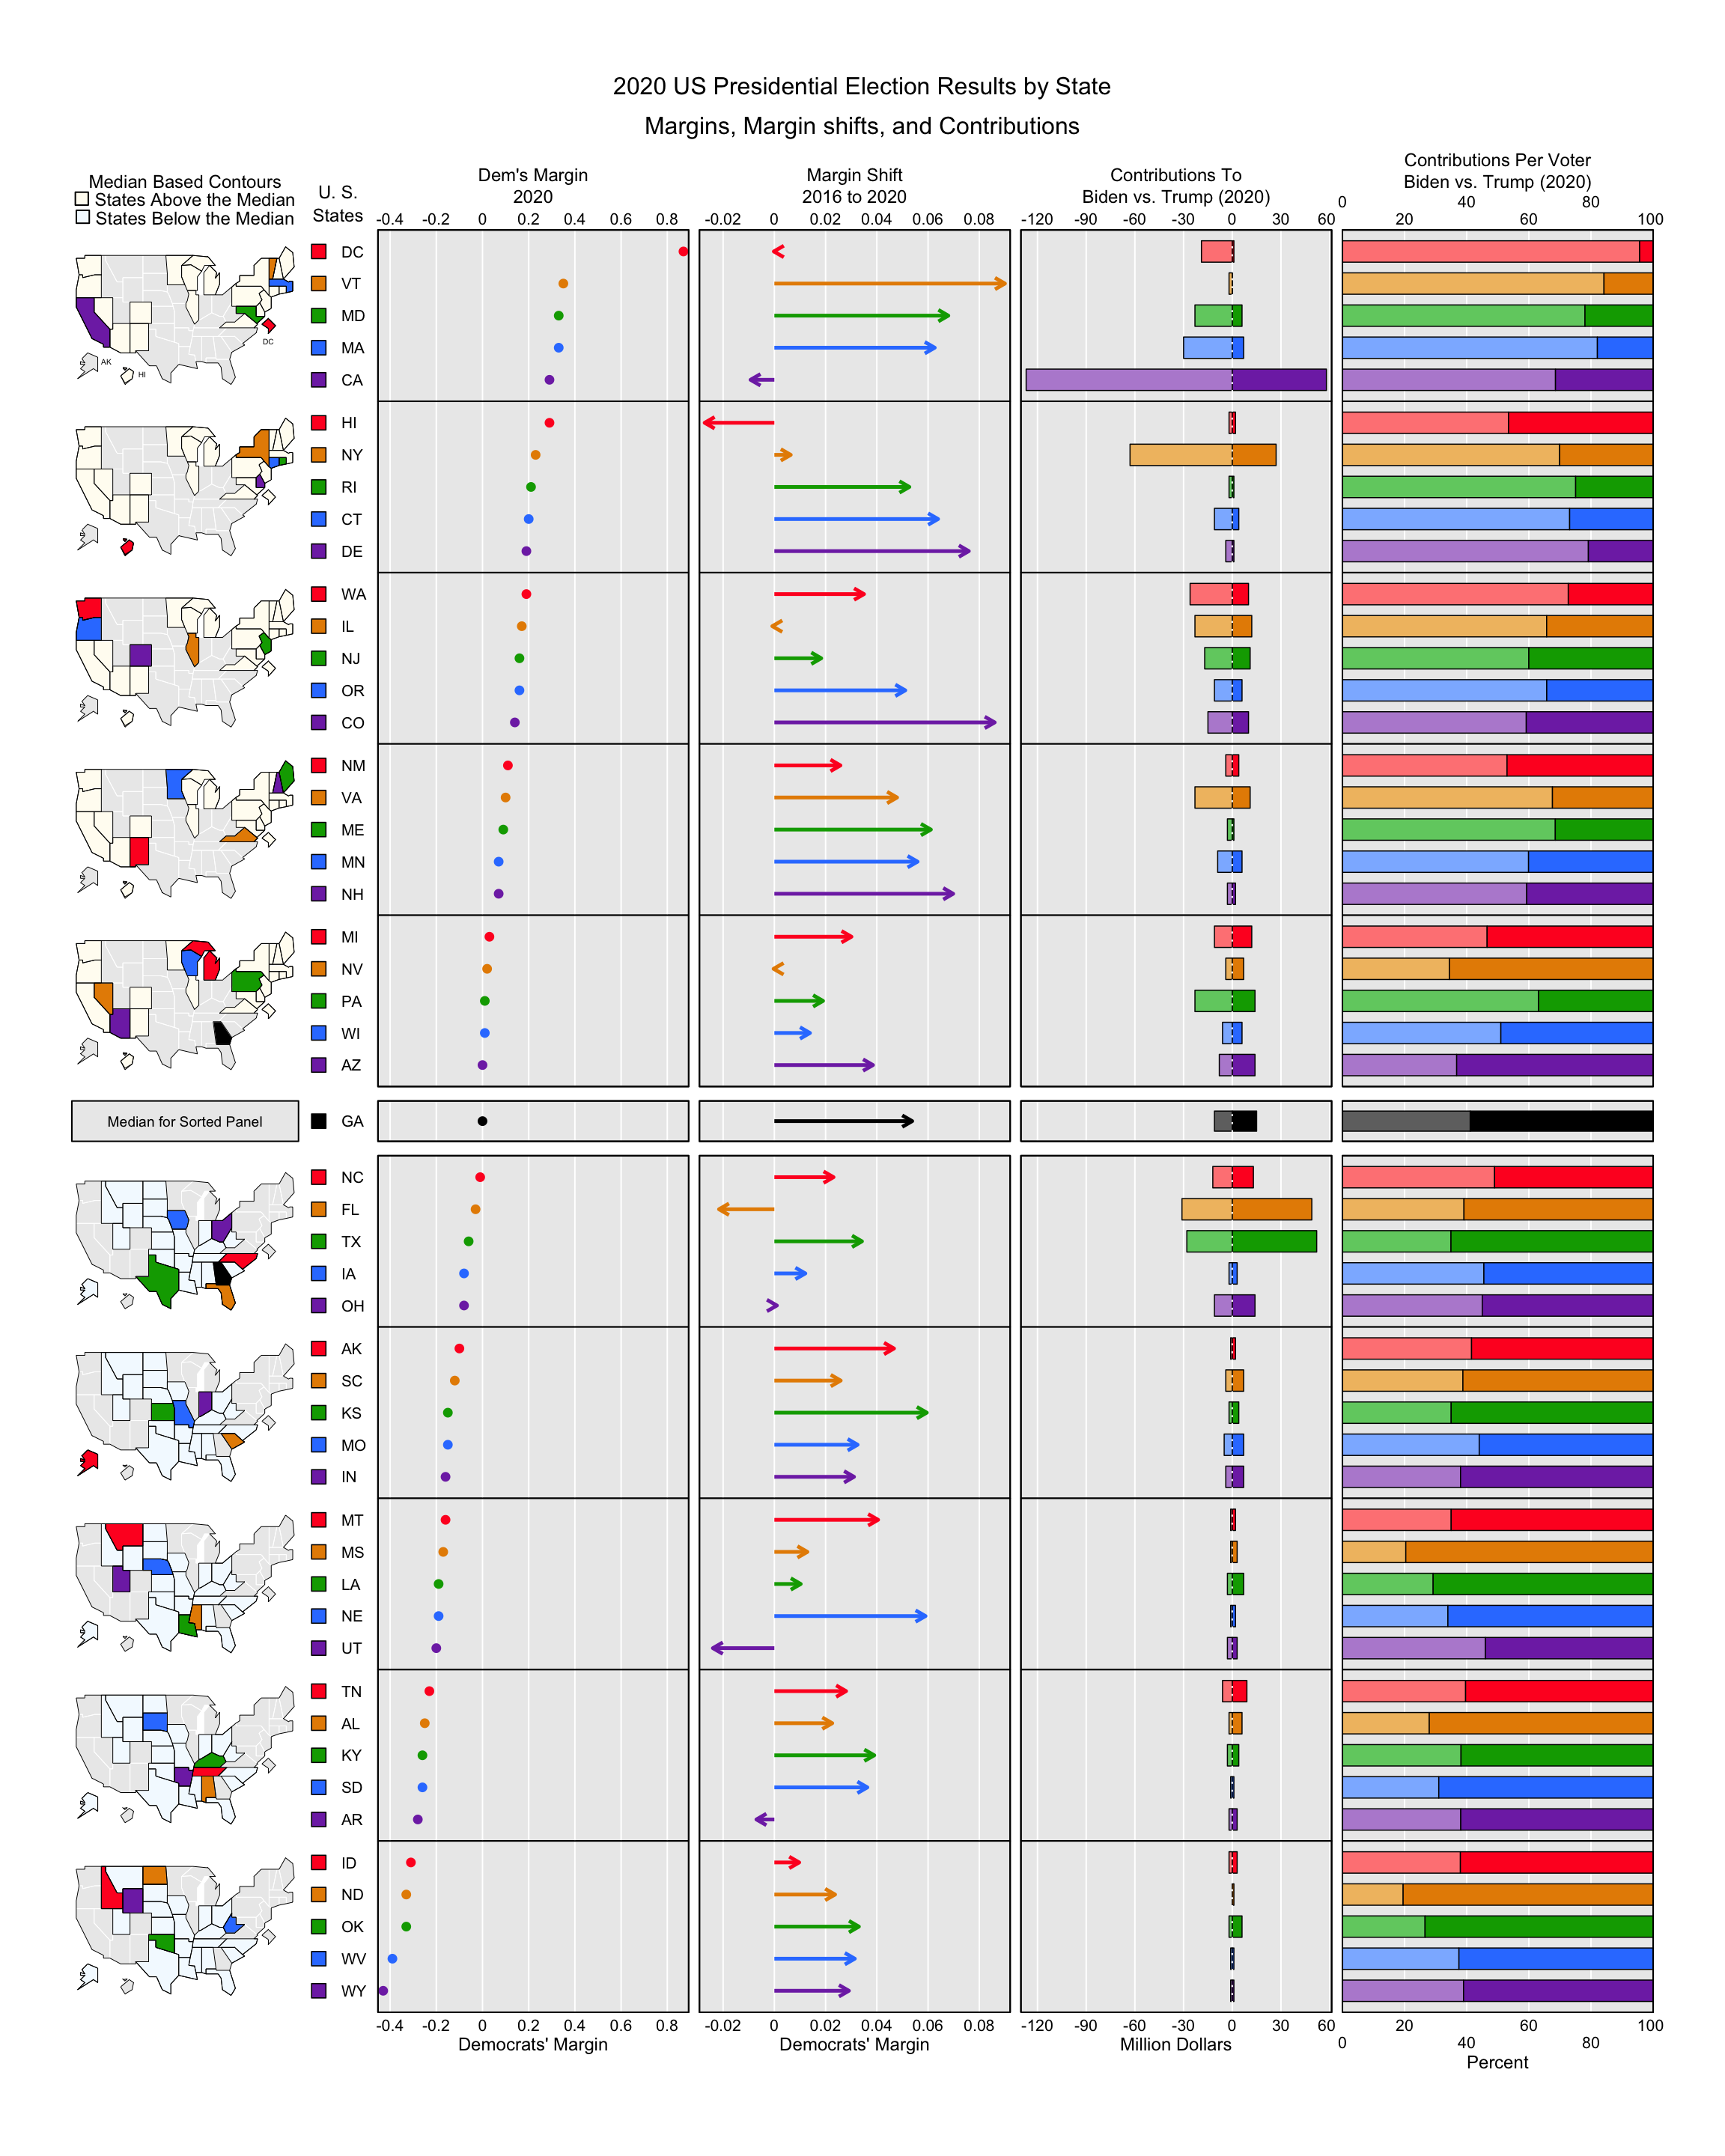 2020 US Presidential Election Results by State
Margins, Margin shifts, and Contributions
Median Based Contours
States Above the Median
States Below the Median
U. S.
States
Dem's Margin
2020
-0.4 -0.2 0 0.2 0.4 0.6 0.8
Margin Shift
2016 to 2020
-0.02 0 0.02 0.04 0.06 0.08
Contributions To
Biden vs. Trump (2020)
-120 -90 -60 -30 0 30 60
Contributions Per Voter
Biden vs. Trump (2020)
0 20 40 60 80 100
DC
VT
MD
MA
CA
AK
HI
DC
HI
NY
RI
CT
DE
WA
IL
NJ
OR
CO
NM
VA
ME
MN
NH
MI
NV
PA
WI
AZ
Median for Sorted Panel
GA
NC
FL
TX
IA
OH
AK
SC
KS
MO
IN
MT
MS
LA
NE
UT
TN
AL
KY
SD
AR
ID
ND
OK
WV
WY
-0.4 -0.2 0 0.2 0.4 0.6 0.8
Democrats' Margin
-0.02 0 0.02 0.04 0.06 0.08
Democrats' Margin
-120 -90 -60 -30 0 30 60
Million Dollars
0 20 40 60 80 100
Percent